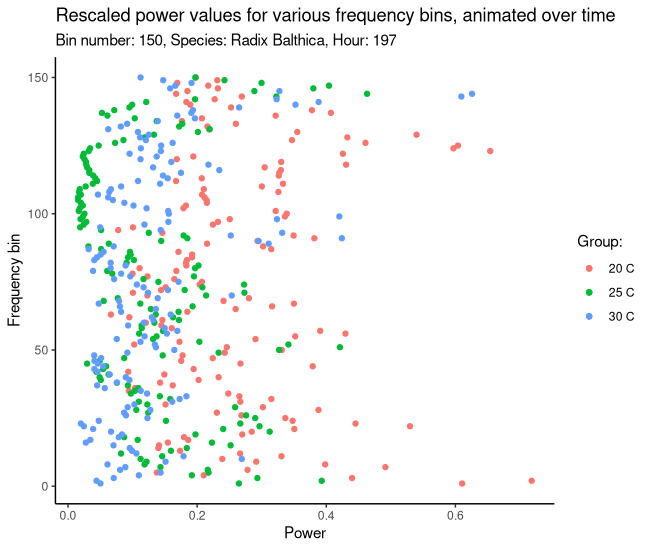 Rescaled power values for various frequency bins, animated over time
Bin number: 150, Species: Radix Balthica, Hour: 197
150
100
50
0
Frequency bin
0.0 0.2 0.4 0.6
Power
Group:
20 C
25 C
30 C